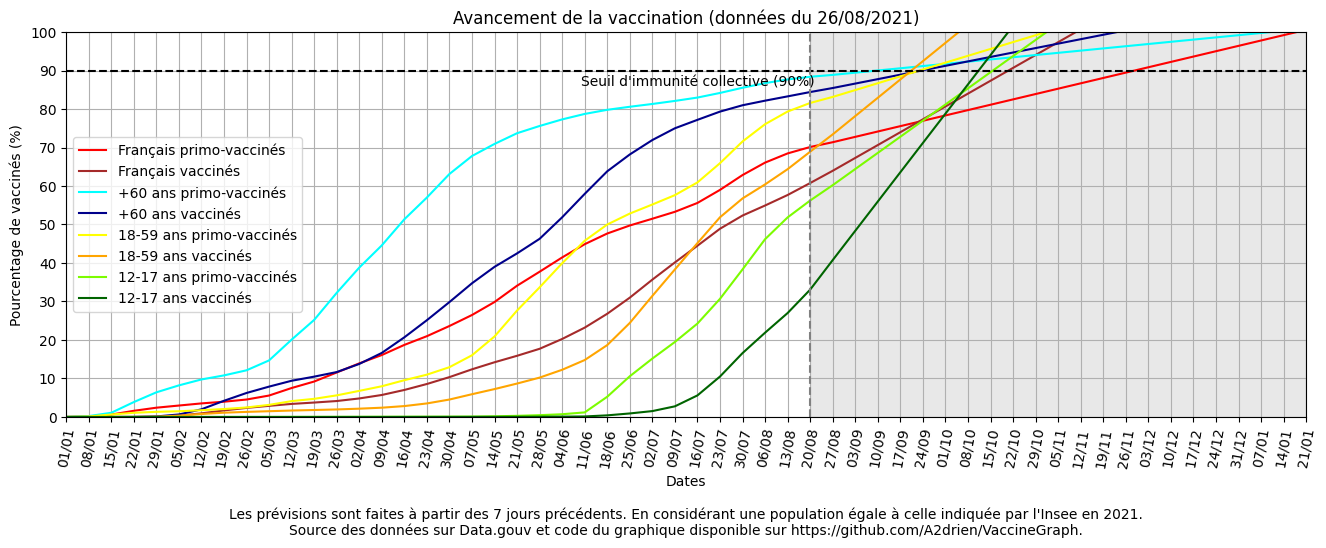 Avancement de la vaccination (données du 26/08/2021)
Pourcentage de vaccinés (%)
100
90
80
70
60
50
40
30
20
10
0
Seuil d'immunité collective (90%)
Français primo-vaccinés
Français vaccinés
+60 ans primo-vaccinés
+60 ans vaccinés
18-59 ans primo-vaccinés
18-59 ans vaccinés
12-17 ans primo-vaccinés
12-17 ans vaccinés
01/01 08/01 15/01 22/01 29/01 05/02 12/02 19/02 26/02 05/03 12/03 19/03 26/03 02/04 09/04 16/04 23/04 30/04 07/05 14/05 21/05 28/05 04/06 11/06 18/06 25/06 02/07 09/07 16/07 23/07 30/07 06/08 13/08 20/08 27/08 03/09 10/09 17/09 24/09 01/10 08/10 15/10 22/10 29/10 05/11 12/11 19/11 26/11 03/12 10/12 17/12 24/12 31/12 07/01 14/01 21/01
Dates
Les prévisions sont faites à partir des 7 jours précédents. En considérant une population égale à celle indiquée par l'Insee en 2021.
Source des données sur Data.gouv et code du graphique disponible sur https://github.com/A2drien/VaccineGraph.